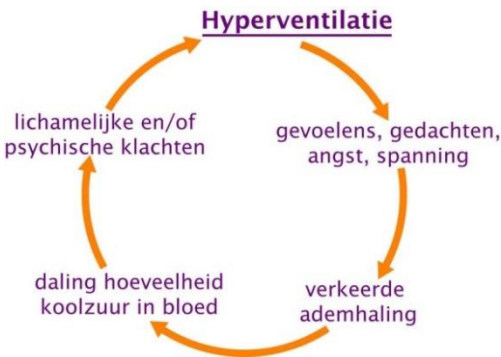 Hyperventilatie
gevoelens, gedachten,
angst, spanning
verkeerde
ademhaling
daling hoeveelheid
koolzuur in bloed
lichamelijke en/of
psychische klachten